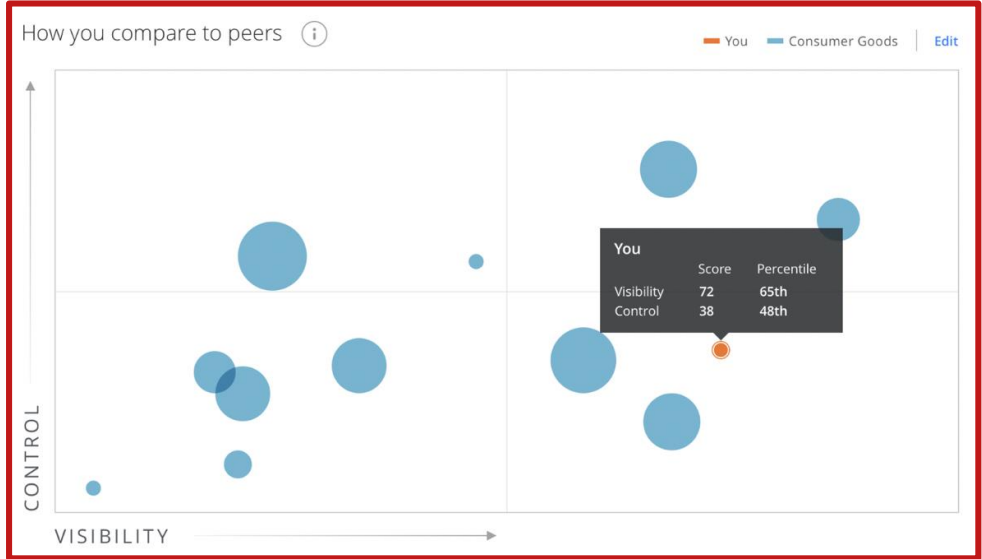 How you compare to peers i
You Consumer Goods Edit
You
Score Percentile
Visibility 72 65th
Control 38 48th
CONTROL
VISIBILITY